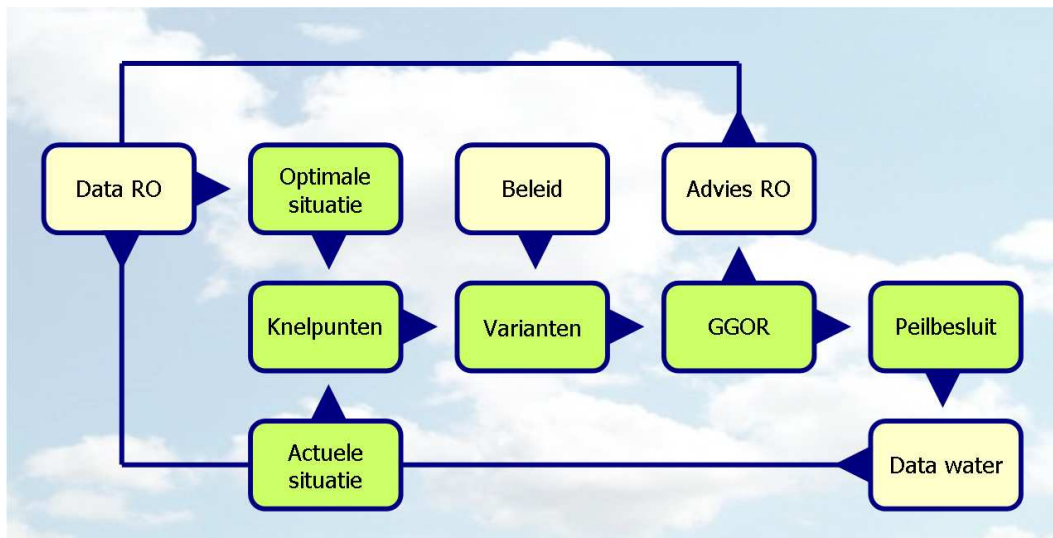 Data RO
Optimale
situatie
Beleid
Advies RO
Knelpunten
Varianten
GGOR
Peilbesluit
Actuele
situatie
Data water